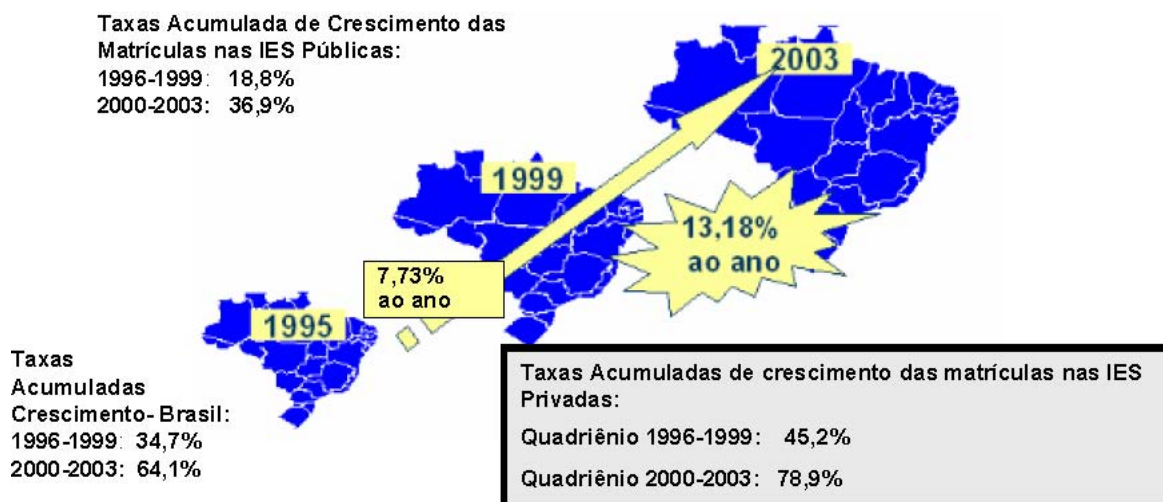 Taxas Acumulada de Crescimento das
Matrículas nas IES Públicas:
1996-1999: 18,8%
2000-2003: 36,9%
2003
1999
13,18%
ao ano
7,73%
ao ano
1995
Taxas
Acumuladas
Crescimento- Brasil:
1996-1999: 34,7%
2000-2003: 64,1%
Taxas Acumuladas de crescimento das matrículas nas IES
Privadas:
Quadriênio 1996-1999: 45,2%
Quadriênio 2000-2003: 78,9%